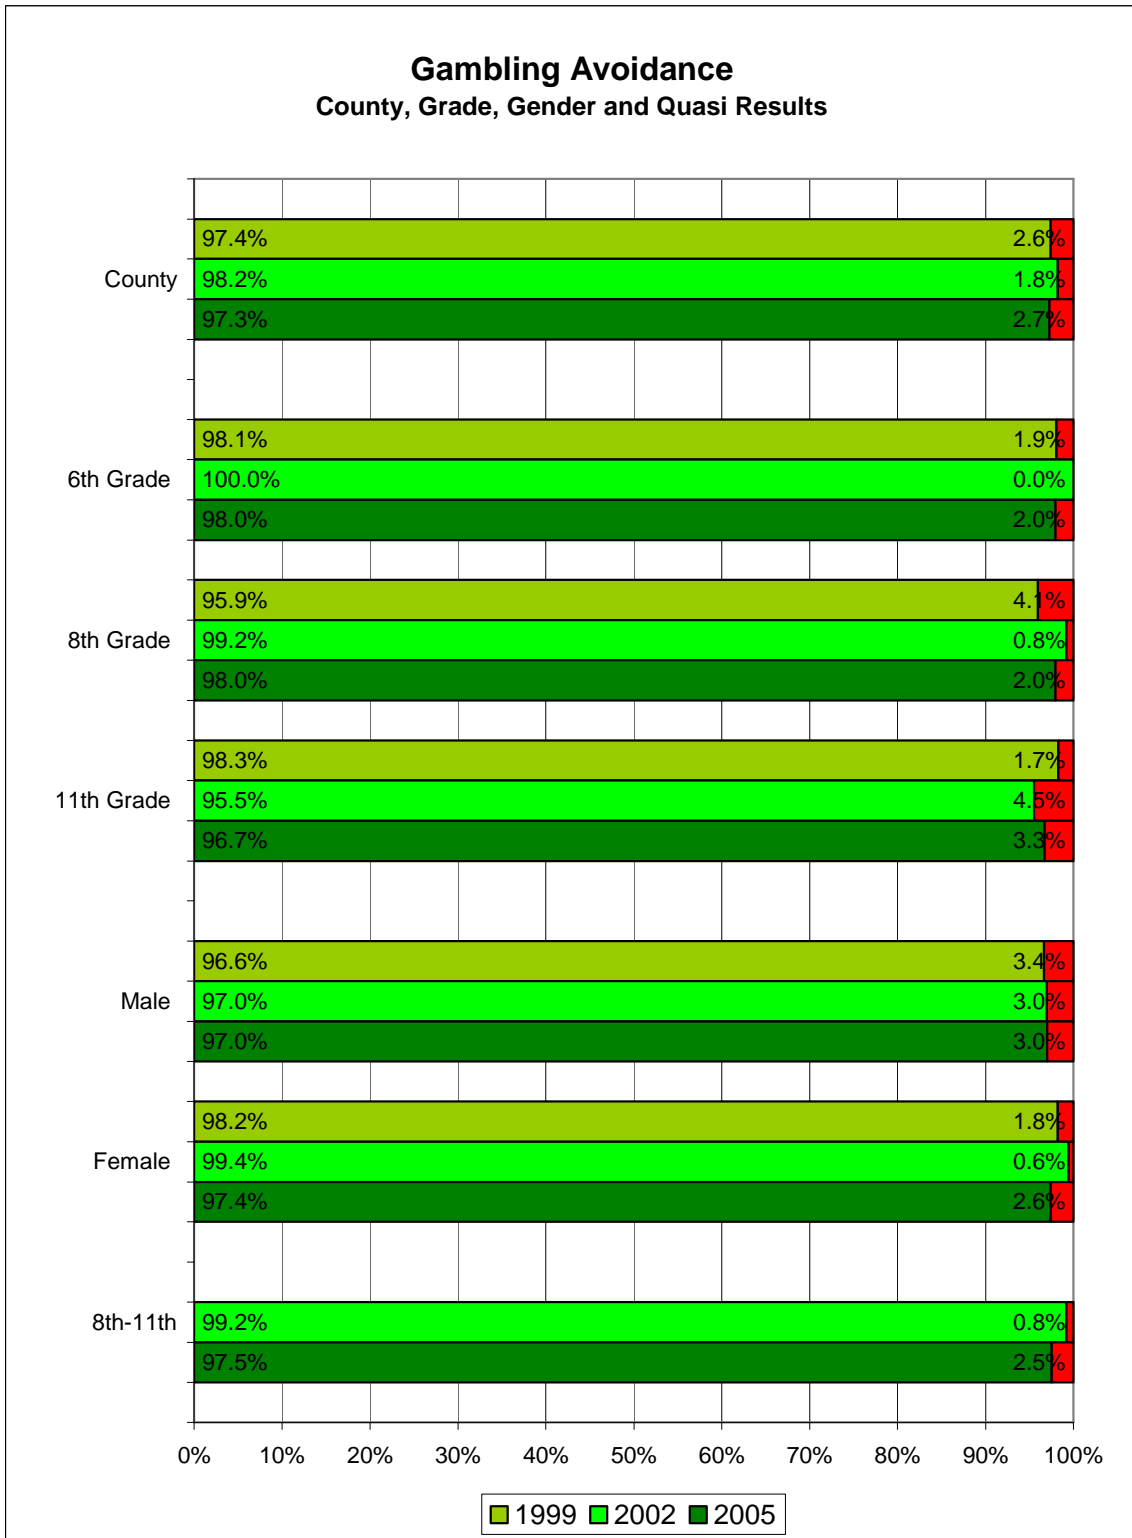 Gambling Avoidance
County, Grade, Gender and Quasi Results
97.4% 2.6%
County
98.2% 1.8%
97.3% 2.7%
98.1% 1.9%
6th Grade
100.0% 0.0%
98.0% 2.0%
95.9% 4.1%
8th Grade
99.2% 0.8%
98.0% 2.0%
98.3% 1.7%
11th Grade
95.5% 4.5%
96.7% 3.3%
96.6% 3.4%
Male
97.0% 3.0%
97.0% 3.0%
98.2% 1.8%
Female
99.4% 0.6%
97.4% 2.6%
8th-11th
99.2% 0.8%
97.5% 2.5%
0% 10% 20% 30% 40% 50% 60% 70% 80% 90% 100%
1999 2002 2005